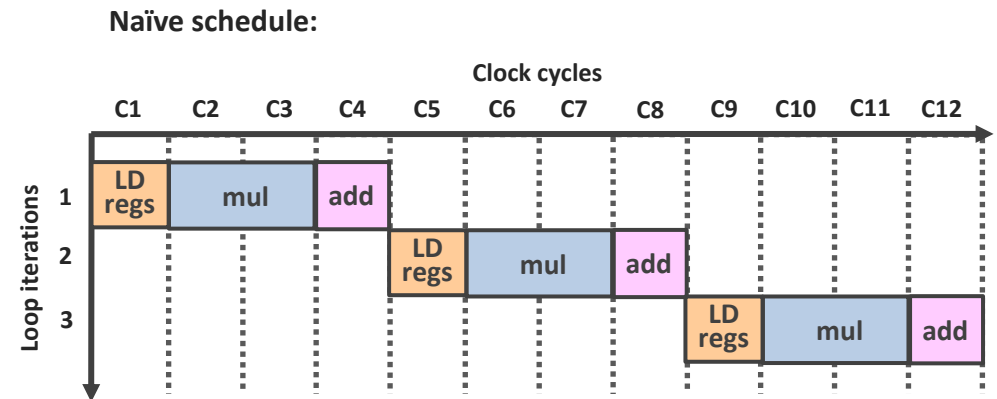 Naïve schedule:
Clock cycles
C1 C2 C3 C4 C5 C6 C7 C8 C9 C10 C11 C12
Loop iterations
1
LD
regs
mul
add
2
LD
regs
mul
add
3
LD
regs
mul
add